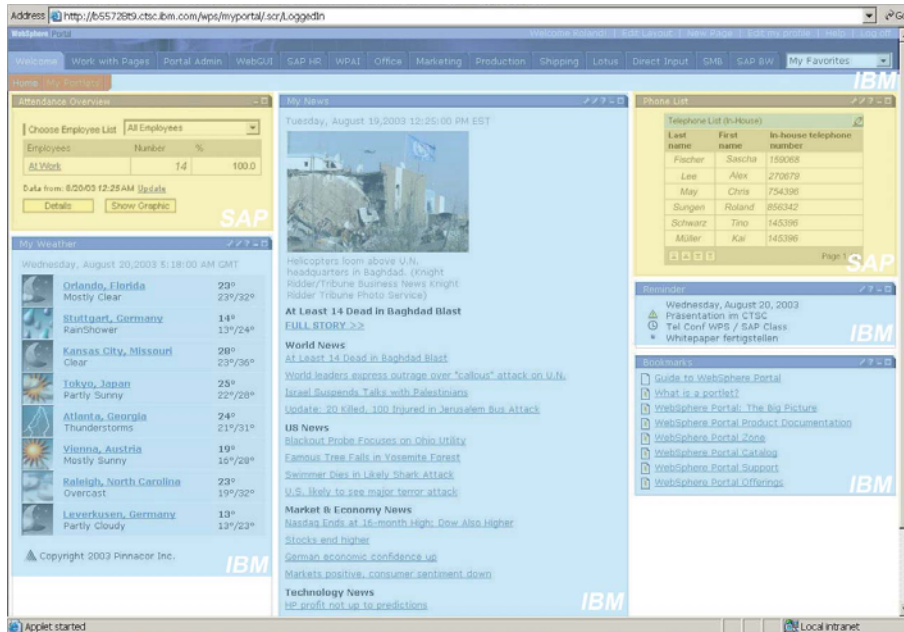 Address http://b55728t9.ctsc.ibm.com/wps/myportal/.scr/LoggedIn
WebSphere Portal
Welcome Roland! | Edit Layout | New Page | Edit my profile | Help | Log off
Welcome Work with Pages Portal Admin WebGUI SAP HR WPAI Office Marketing Production Shipping Lotus Direct Input SMB SAP BW My Favorites
Home My Portlets
IBM
Attendance Overview
Choose Employee List All Employees
Employees Number %
At Work 14 100.0
Data from: 8/20/03 12:25 AM Update
Details Show Graphic
SAP
My Weather
Wednesday, August 20,2003 5:18:00 AM GMT
Orlando, Florida 23°
Mostly Clear 23°/32°
Stuttgart, Germany 14°
RainShower 13°/24°
Kansas City, Missouri 28°
Clear 23°/36°
Tokyo, Japan 25°
Partly Sunny 22°/28°
Atlanta, Georgia 24°
Thunderstorms 21°/31°
Vienna, Austria 19°
Mostly Sunny 16°/28°
Raleigh, North Carolina 23°
Overcast 19°/32°
Leverkusen, Germany 13°
Partly Cloudy 13°/23°
Copyright 2003 Pinnacor Inc.
IBM
My News
Tuesday, August 19,2003 12:25:00 PM EST
Helicopters loom above U.N.
headquarters in Baghdad. (Knight
Ridder/Tribune Business News Knight
Ridder Tribune Photo Service)
At Least 14 Dead in Baghdad Blast
FULL STORY >>
World News
At Least 14 Dead in Baghdad Blast
World leaders express outrage over "callous" attack on U.N.
Israel Suspends Talks with Palestinians
Update: 20 Killed, 100 Injured in Jerusalem Bus Attack
US News
Blackout Probe Focuses on Ohio Utility
Famous Tree Falls in Yosemite Forest
Swimmer Dies in Likely Shark Attack
U.S. likely to see major terror attack
Market & Economy News
Nasdaq Ends at 16-month High; Dow Also Higher
Stocks end higher
German economic confidence up
Markets positive, consumer sentiment down
Technology News
HP profit not up to predictions
IBM
Phone List
Telephone List (In-House)
Last name First name In-house telephone number
Fischer Sascha 159068
Lee Alex 270679
May Chris 754396
Sungen Roland 856342
Schwarz Tino 145396
Müller Kai 145396
Page 1
SAP
Reminder
Wednesday, August 20, 2003
Präsentation im CTSC
Tel Conf WPS / SAP Class
Whitepaper fertigstellen
IBM
Bookmarks
Guide to WebSphere Portal
What is a portlet?
WebSphere Portal: The Big Picture
WebSphere Portal Product Documentation
WebSphere Portal Zone
WebSphere Portal Catalog
WebSphere Portal Support
WebSphere Portal Offerings
IBM
Applet started
Local intranet